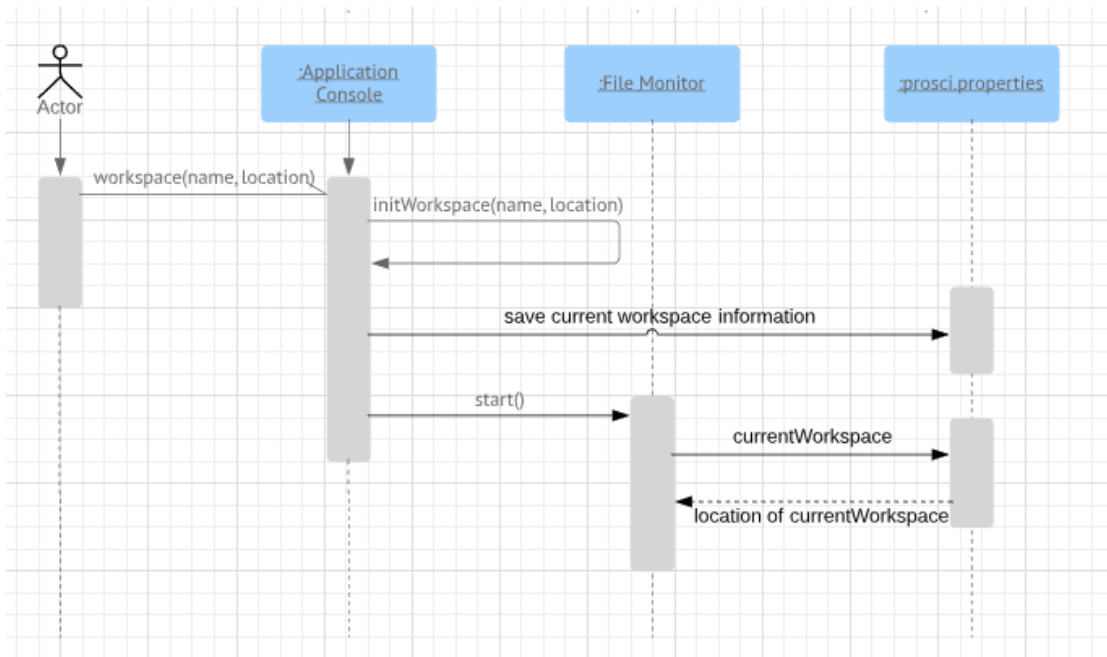 :Application
Console
:File Monitor
:prosci.properties
Actor
workspace(name, location)
initWorkspace(name, location)
save current workspace information
start()
currentWorkspace
location of currentWorkspace